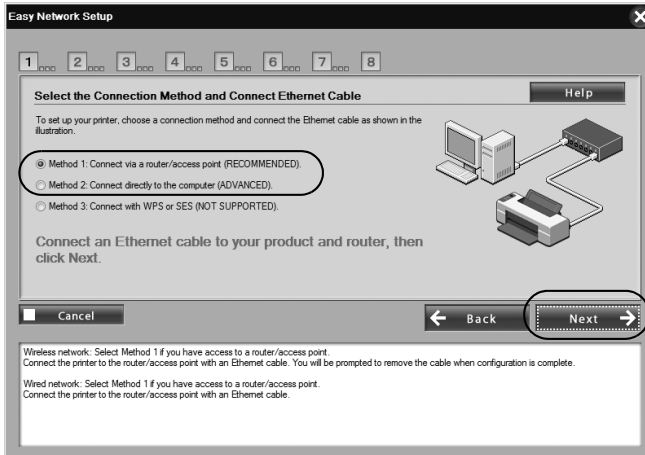 Easy Network Setup
1 2 3 4 5 6 7 8
Select the Connection Method and Connect Ethernet Cable
Help
To set up your printer, choose a connection method and connect the Ethernet cable as shown in the
illustration.
Method 1: Connect via a router/access point (RECOMMENDED).
Method 2: Connect directly to the computer (ADVANCED).
Method 3: Connect with WPS or SES (NOT SUPPORTED).
Connect an Ethernet cable to your product and router, then
click Next.
Cancel
Back
Next
Wireless network: Select Method 1 if you have access to a router/access point.
Connect the printer to the router/access point with an Ethernet cable. You will be prompted to remove the cable when configuration is complete.
Wired network: Select Method 1 if you have access to a router/access point.
Connect the printer to the router/access point with an Ethernet cable.